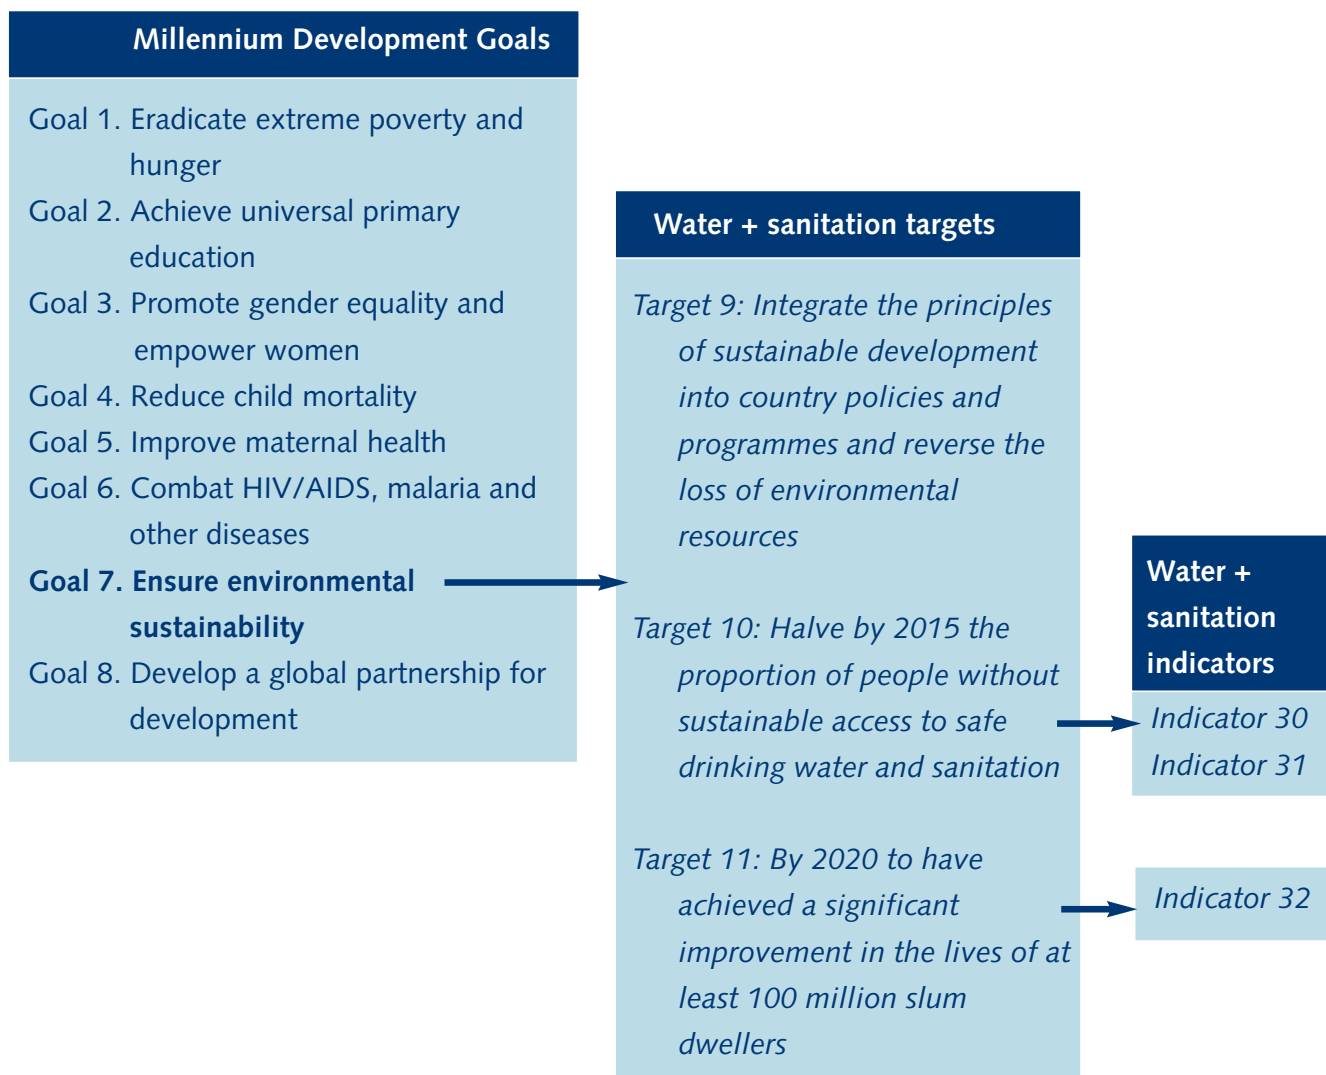 Millennium Development Goals
Goal 1. Eradicate extreme poverty and
hunger
Goal 2. Achieve universal primary
education
Goal 3. Promote gender equality and
empower women
Goal 4. Reduce child mortality
Goal 5. Improve maternal health
Goal 6. Combat HIV/AIDS, malaria and
other diseases
Goal 7. Ensure environmental
sustainability
Goal 8. Develop a global partnership for
development
Water + sanitation targets
Target 9: Integrate the principles
of sustainable development
into country policies and
programmes and reverse the
loss of environmental
resources
Target 10: Halve by 2015 the
proportion of people without
sustainable access to safe
drinking water and sanitation
Target 11: By 2020 to have
achieved a significant
improvement in the lives of at
least 100 million slum
dwellers
Water +
sanitation
indicators
Indicator 30
Indicator 31
Indicator 32